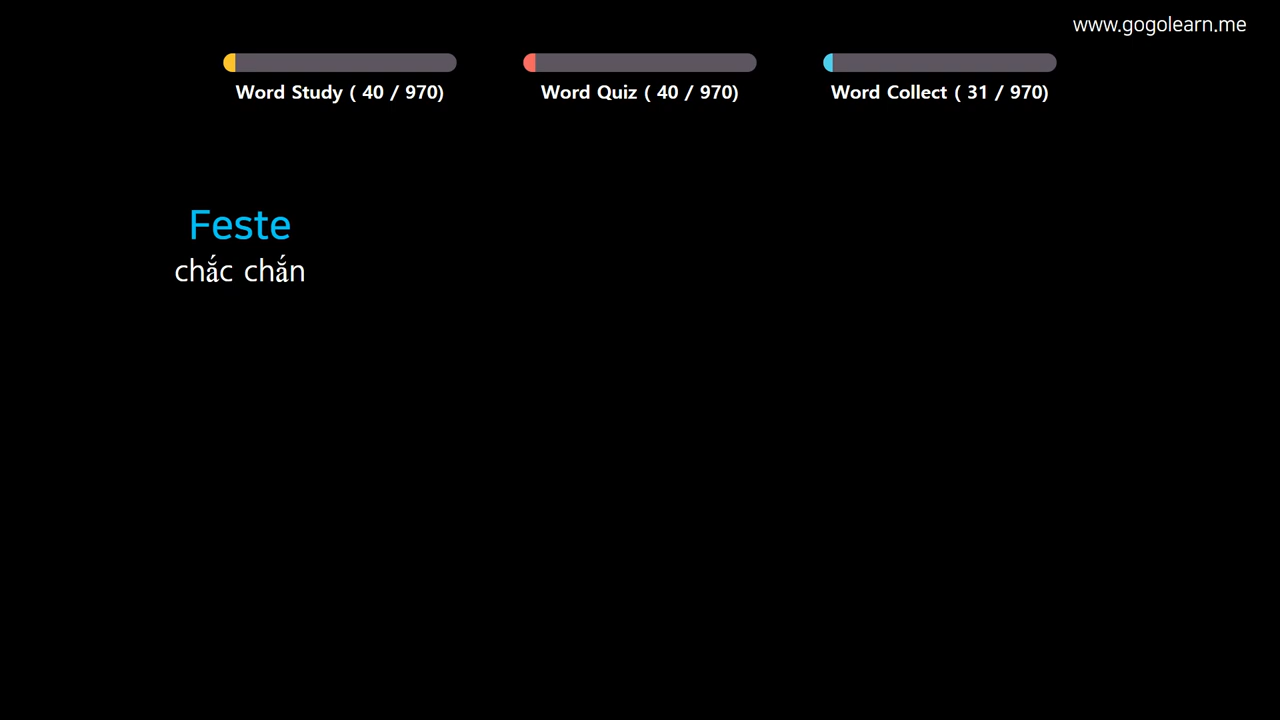 www.gogolearn.me
Word Study ( 40 / 970)
Word Quiz ( 40 / 970)
Word Collect ( 31 / 970)
Feste
chắc chắn